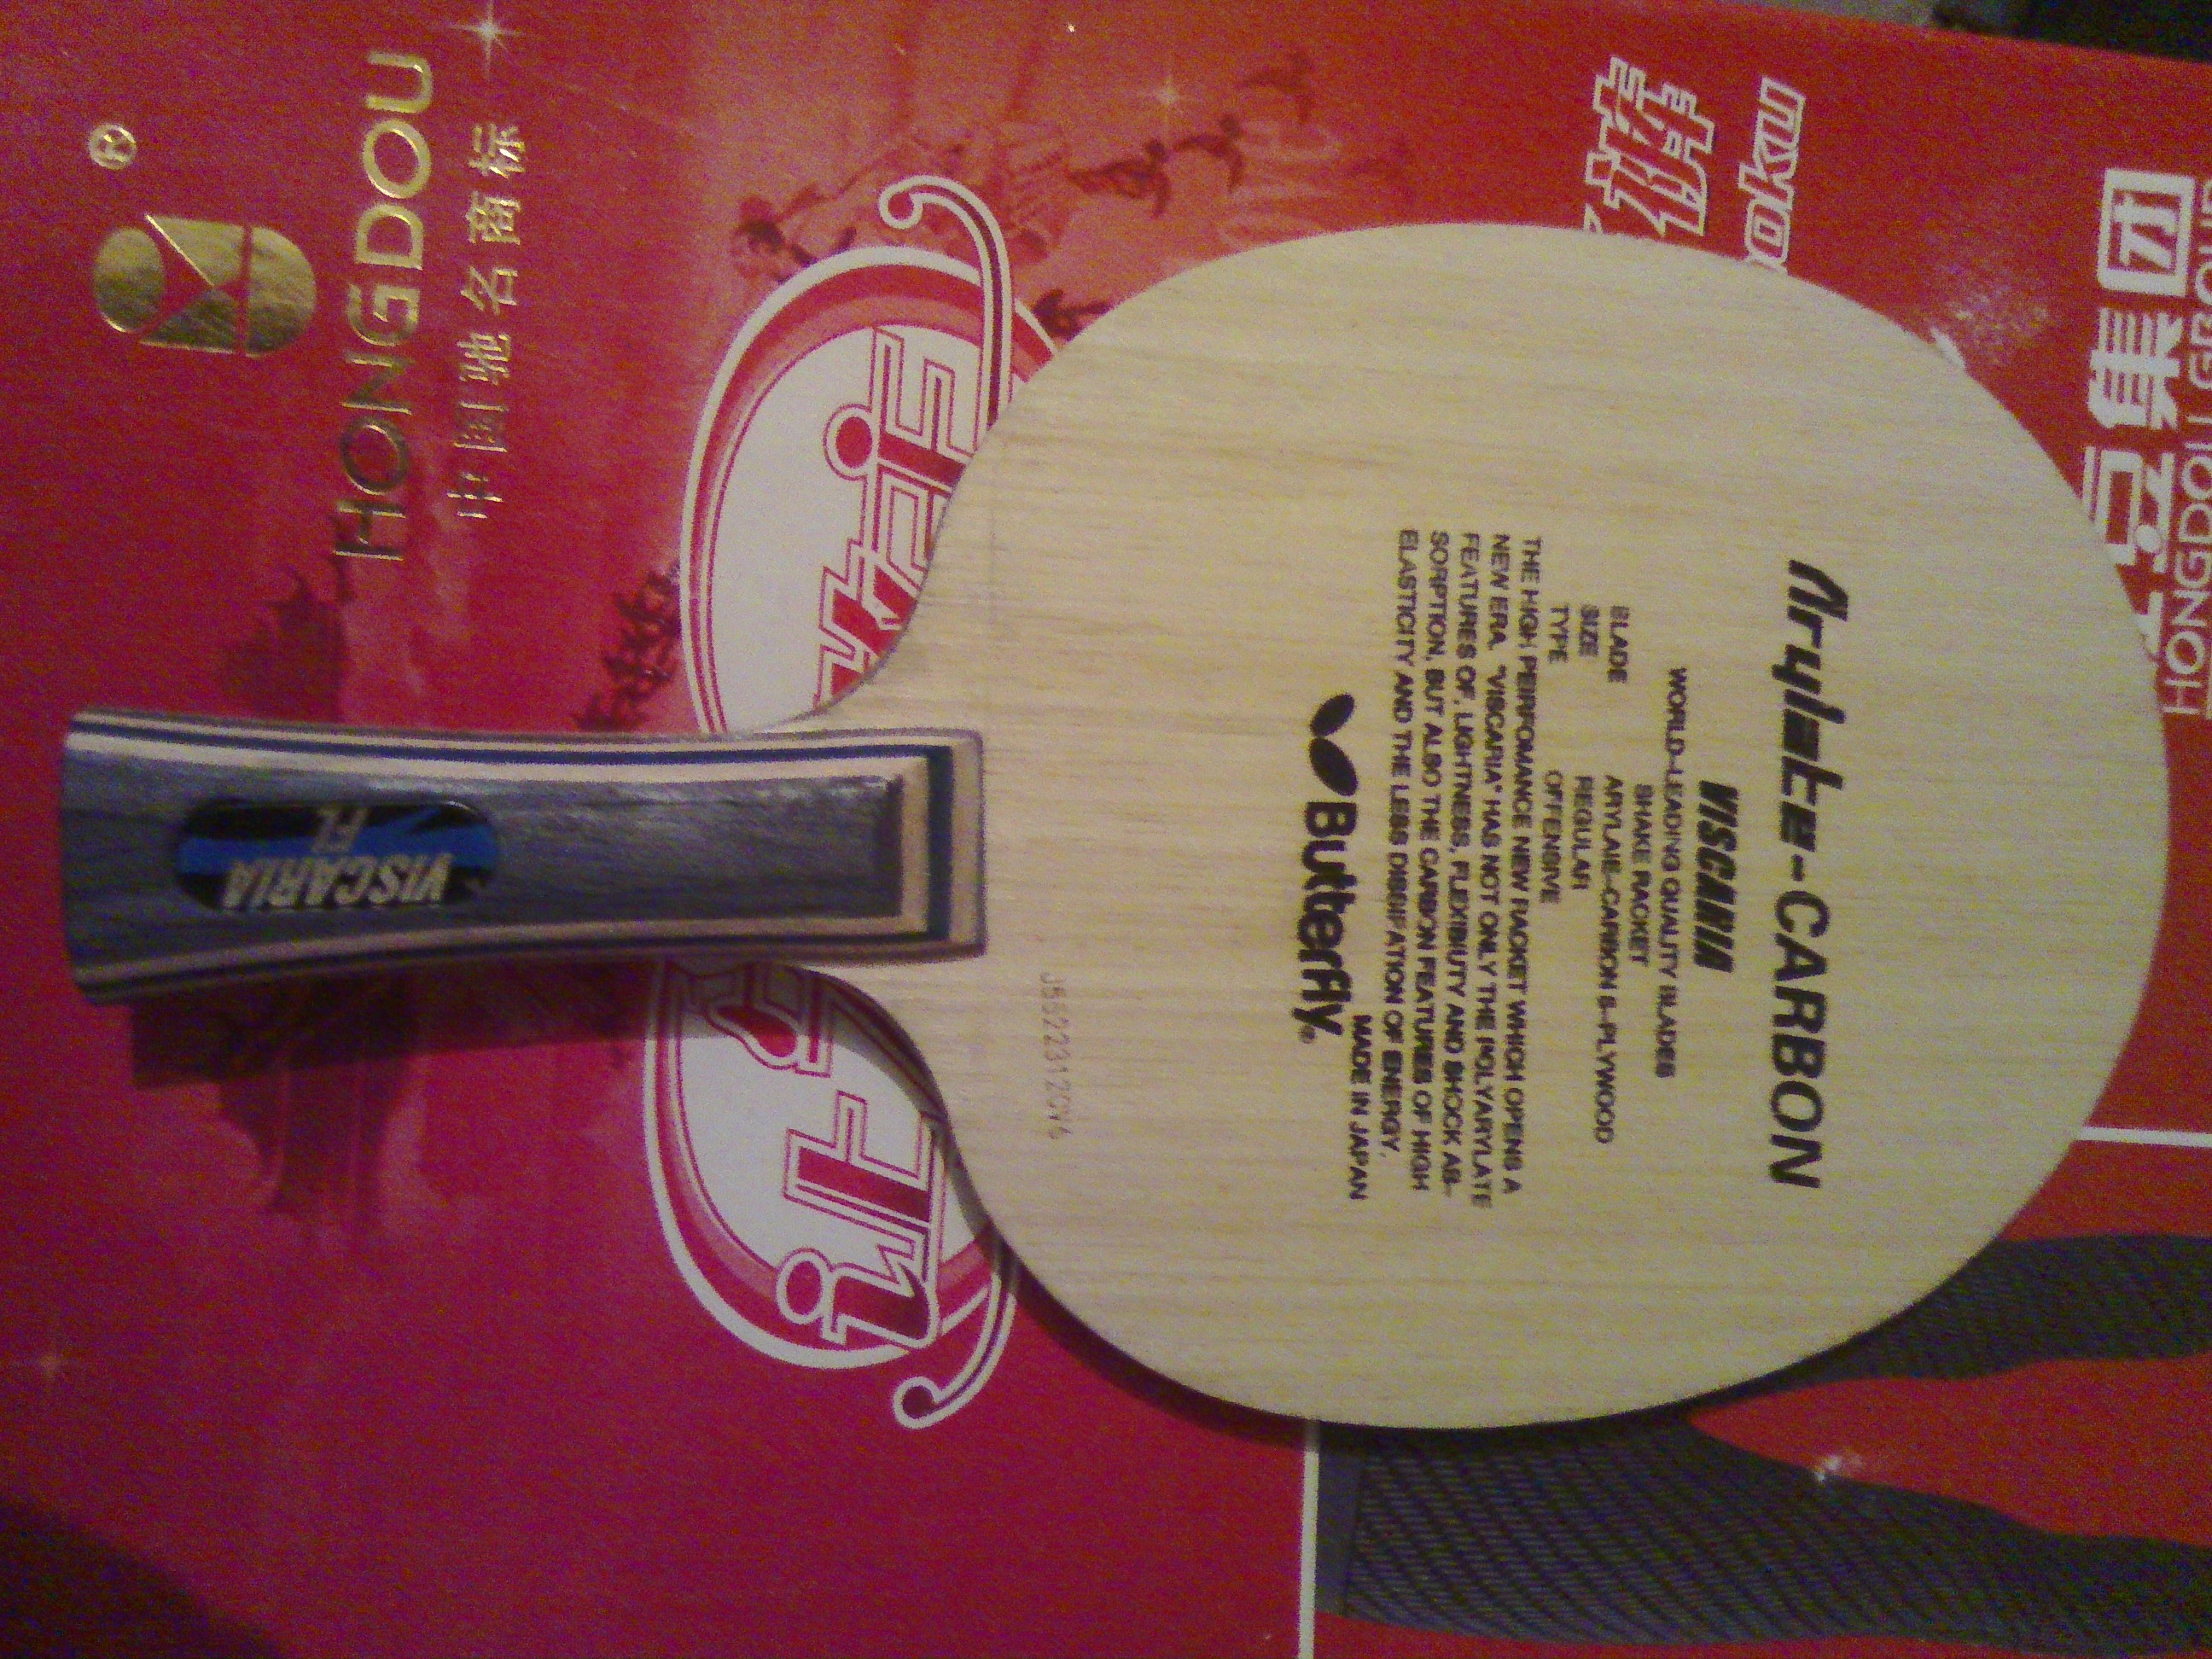 Arylate-CARBON
VISCARIA
WORLD-LEADING QUALITY BLADES
SHAKE RACKET
BLADE ARYLATE-CARBON 5-PLYWOOD
SIZE REGULAR
TYPE OFFENSIVE
THE HIGH PERFOMANCE NEW RACKET WHICH OPENS A
NEW ERA. "VISCARIA" HAS NOT ONLY THE POLYARYLATE
FEATURES OF, LIGHTNESS, FLEXIBILITY AND SHOCK AB-
SORPTION, BUT ALSO THE CARBON FEATURES OF HIGH
ELASTICITY AND THE LESS DISSIPATION OF ENERGY.
MADE IN JAPAN
Butterfly®
VISCARIA
FL
®
HONGDOU
中国驰名商标
集团
HONGDOU GROUP